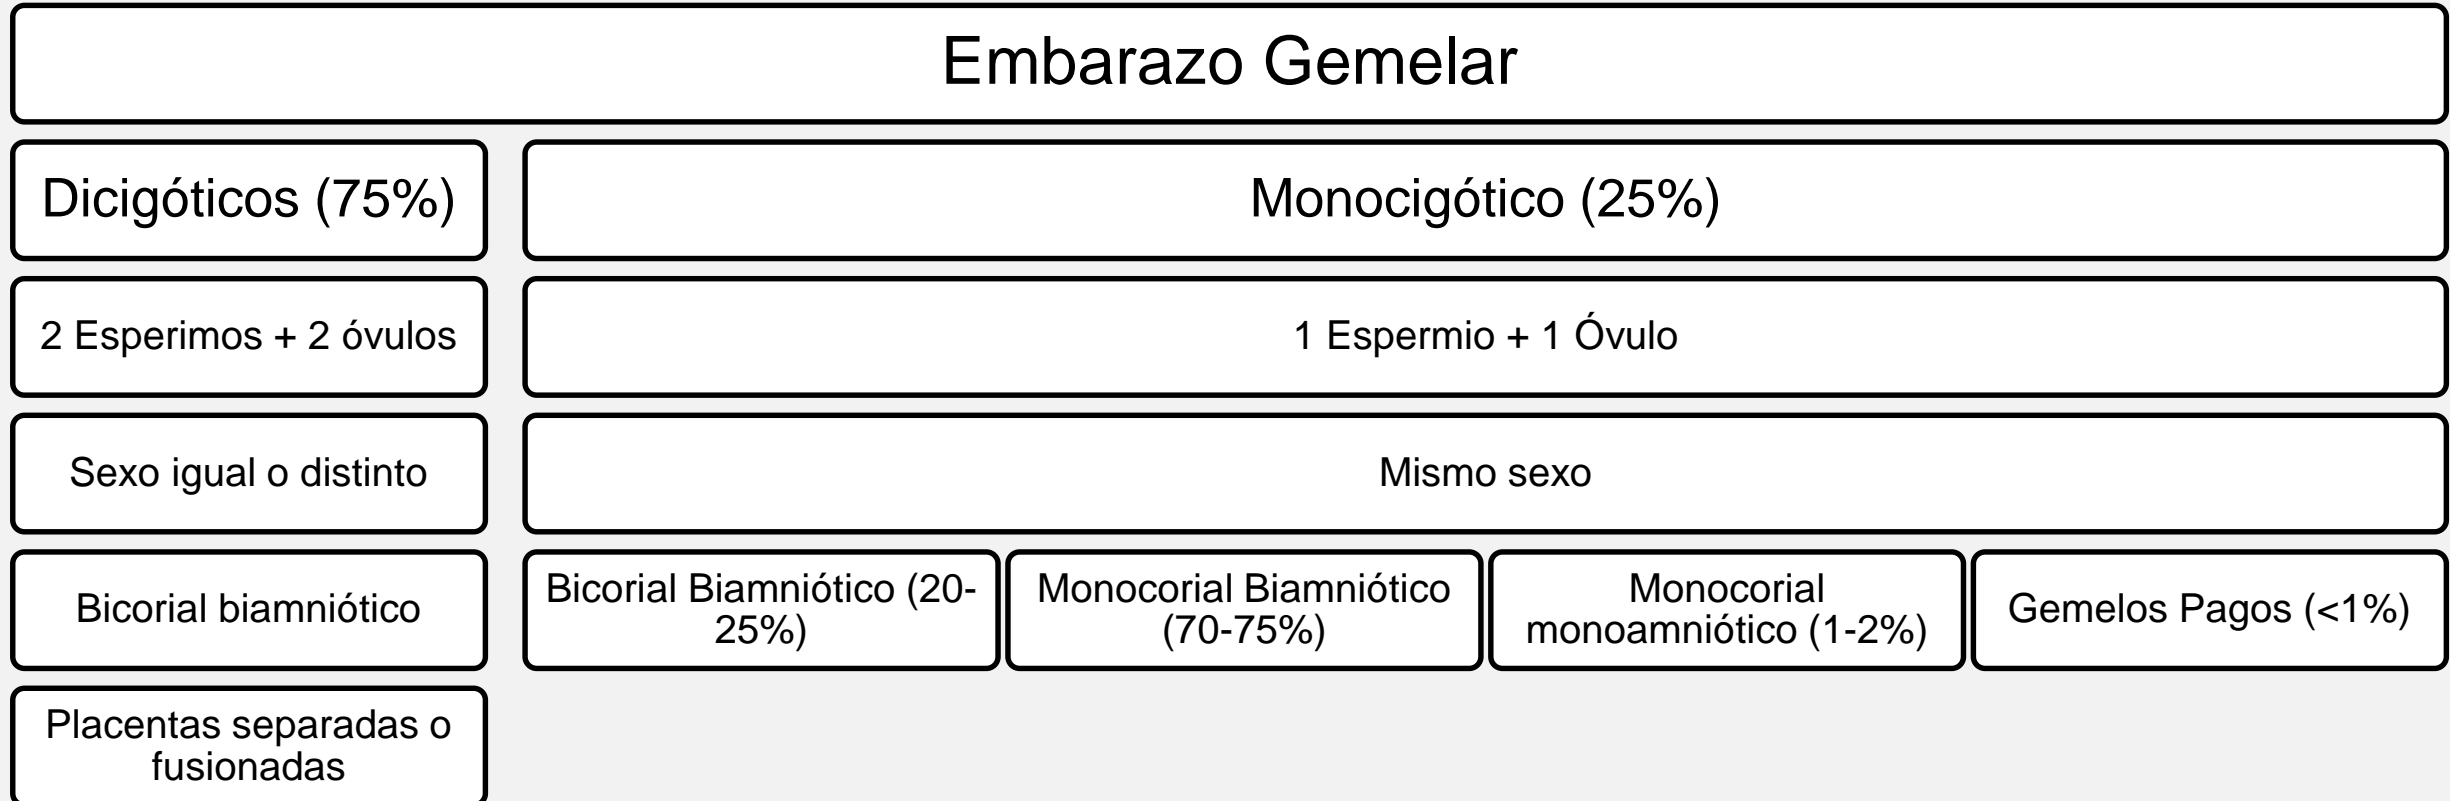 Embarazo Gemelar
Dicigóticos (75%)
Monocigótico (25%)
2 Esperimos + 2 óvulos
1 Espermio + 1 Óvulo
Sexo igual o distinto
Mismo sexo
Bicorial biamniótico
Bicorial Biamniótico (20-
25%)
Monocorial Biamniótico
(70-75%)
Monocorial
monoamniótico (1-2%)
Gemelos Pagos (<1%)
Placentas separadas o
fusionadas